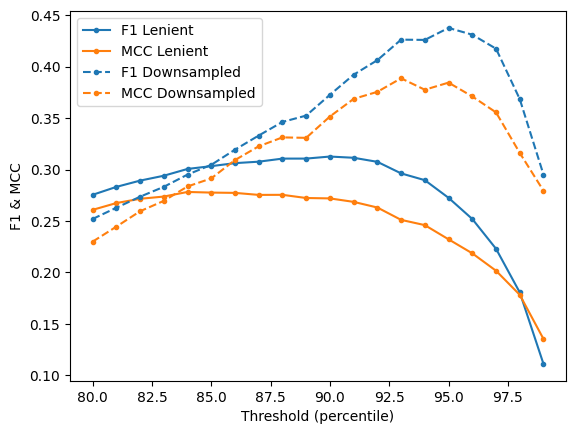 F1 Lenient
MCC Lenient
F1 Downsampled
MCC Downsampled
F1 & MCC
0.45
0.40
0.35
0.30
0.25
0.20
0.15
0.10
80.0 82.5 85.0 87.5 90.0 92.5 95.0 97.5
Threshold (percentile)